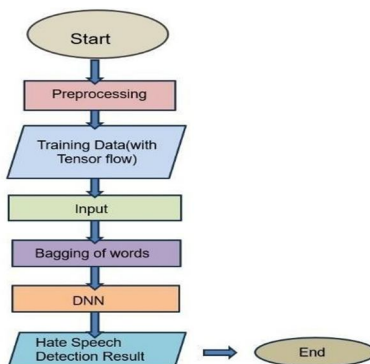 Start
Preprocessing
Training Data(with
Tensor flow)
Input
Bagging of words
DNN
Hate Speech
Detection Result
End